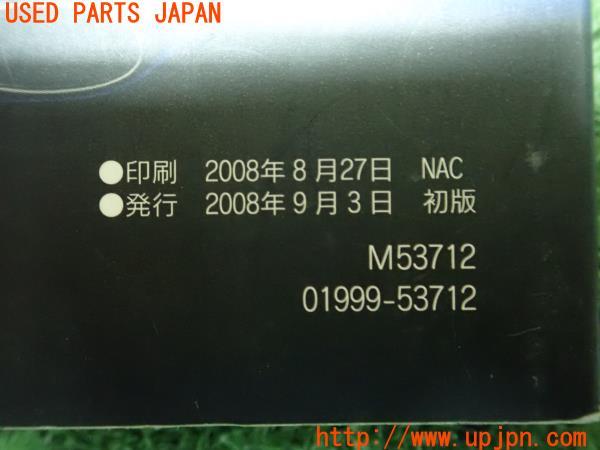 USED PARTS JAPAN
●印刷 2008年8月27日 NAC
●発行 2008年9月3日 初版
M53712
01999-53712
http://www.upjpn.com